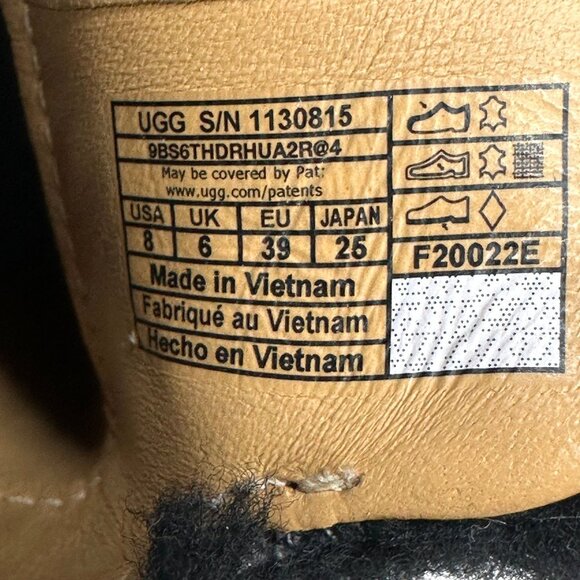 UGG S/N 1130815
9BS6THDRHUA2R@4
May be covered by Pat:
www.ugg.com/patents
USA UK EU JAPAN
8 6 39 25
F20022E
Made in Vietnam
Fabriqué au Vietnam
Hecho en Vietnam